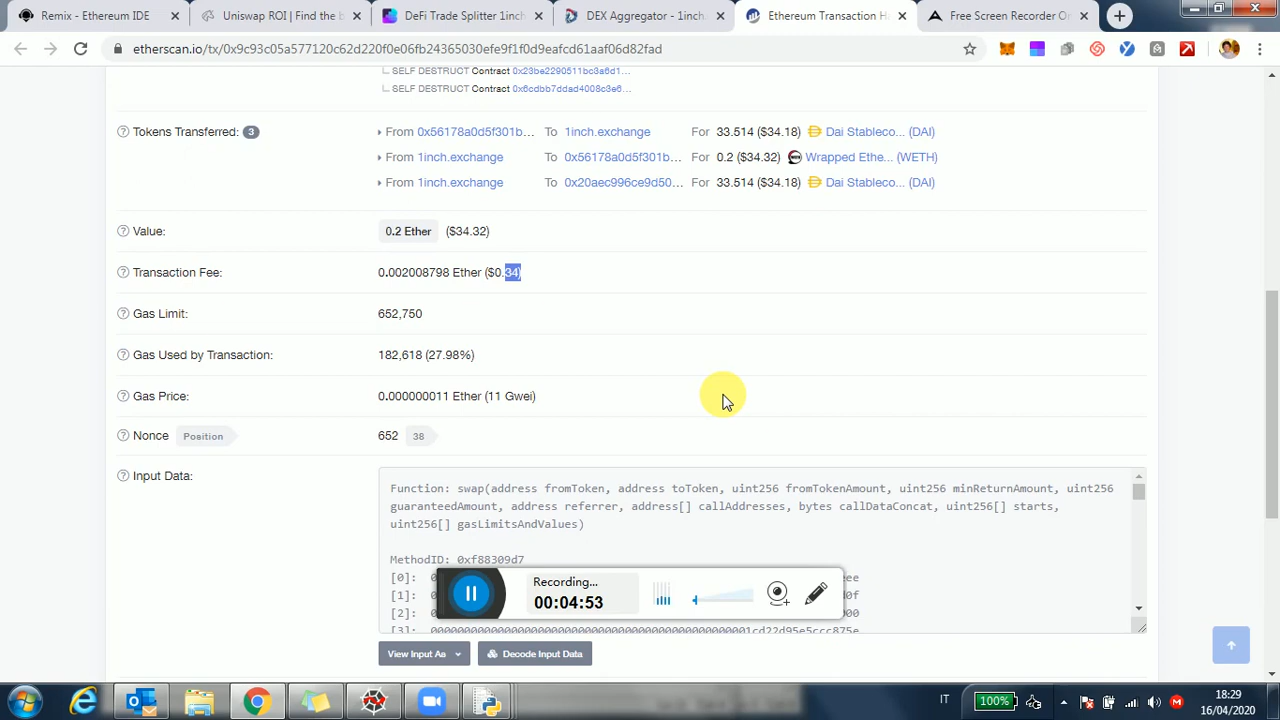 Remix - Ethereum IDE
Uniswap ROI | Find the b
DeFi Trade Splitter 1inch
DEX Aggregator - 1inch.
Ethereum Transaction Ha
Free Screen Recorder On
etherscan.io/tx/0x9c93c05a577120c62d220f0e06fb24365030efe9f1f0d9eafcd61aaf06d82fad
SELF DESTRUCT Contract 0x23be2290511bc3a6d1...
SELF DESTRUCT Contract 0x6cdbb7ddad4008c3e6...
Tokens Transferred: 3
From 0x56178a0d5f301b... To 1inch.exchange For 33.514 ($34.18) Dai Stableco... (DAI)
From 1inch.exchange To 0x56178a0d5f301b... For 0.2 ($34.32) Wrapped Ethe... (WETH)
From 1inch.exchange To 0x20aec996ce9d50... For 33.514 ($34.18) Dai Stableco... (DAI)
Value: 0.2 Ether ($34.32)
Transaction Fee: 0.002008798 Ether ($0.34)
Gas Limit: 652,750
Gas Used by Transaction: 182,618 (27.98%)
Gas Price: 0.000000011 Ether (11 Gwei)
Nonce Position 652 38
Input Data:
Function: swap(address fromToken, address toToken, uint256 fromTokenAmount, uint256 minReturnAmount, uint256
guaranteedAmount, address referrer, address[] callAddresses, bytes callDataConcat, uint256[] starts,
uint256[] gasLimitsAndValues)
MethodID: 0xf88309d7
[0]:
[1]:
[2]:
[3]:
Recording...
00:04:53
View Input As
Decode Input Data
IT
100%
18:29
16/04/2020